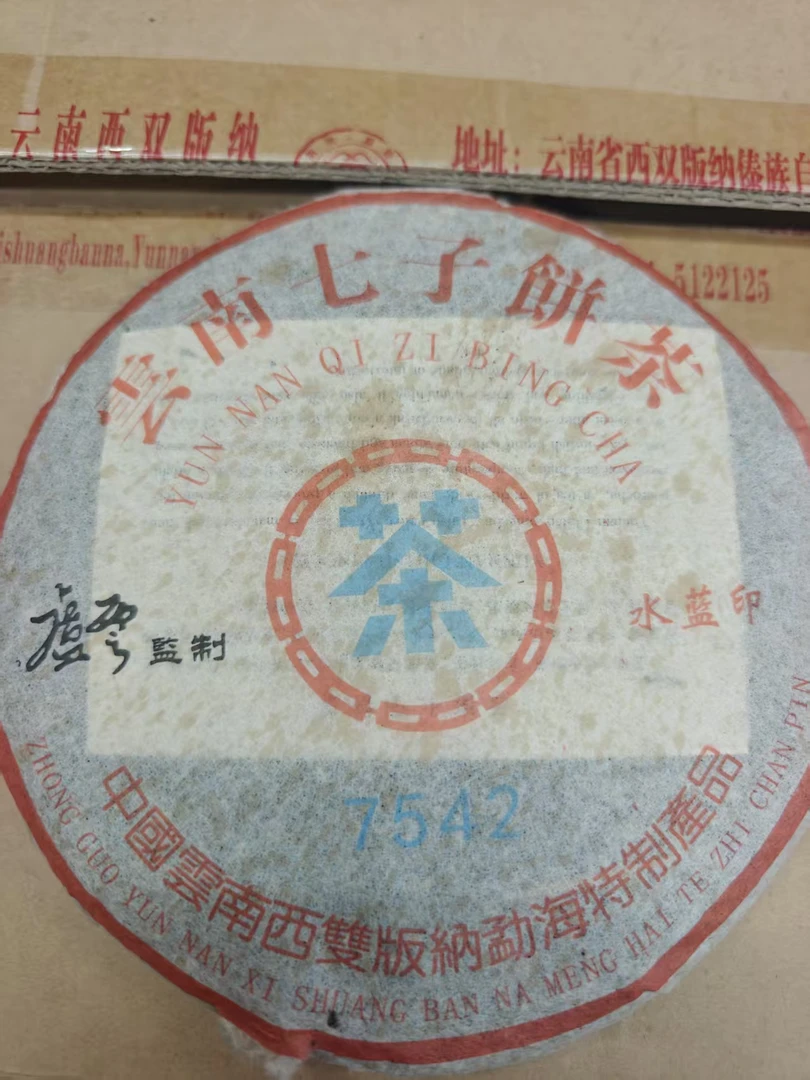 云南西双版纳
地址：云南省西双版纳傣族自
ishuangbanna,Yunnan
5122125
雲南七子餅茶
YUN NAN QI ZI BING CHA
茶
監制
水蓝印
7542
中國雲南西雙版納勐海特制產品
ZHONG GUO YUN NAN XI SHUANG BAN NA MENG HAI TE ZHI CHAN PIN